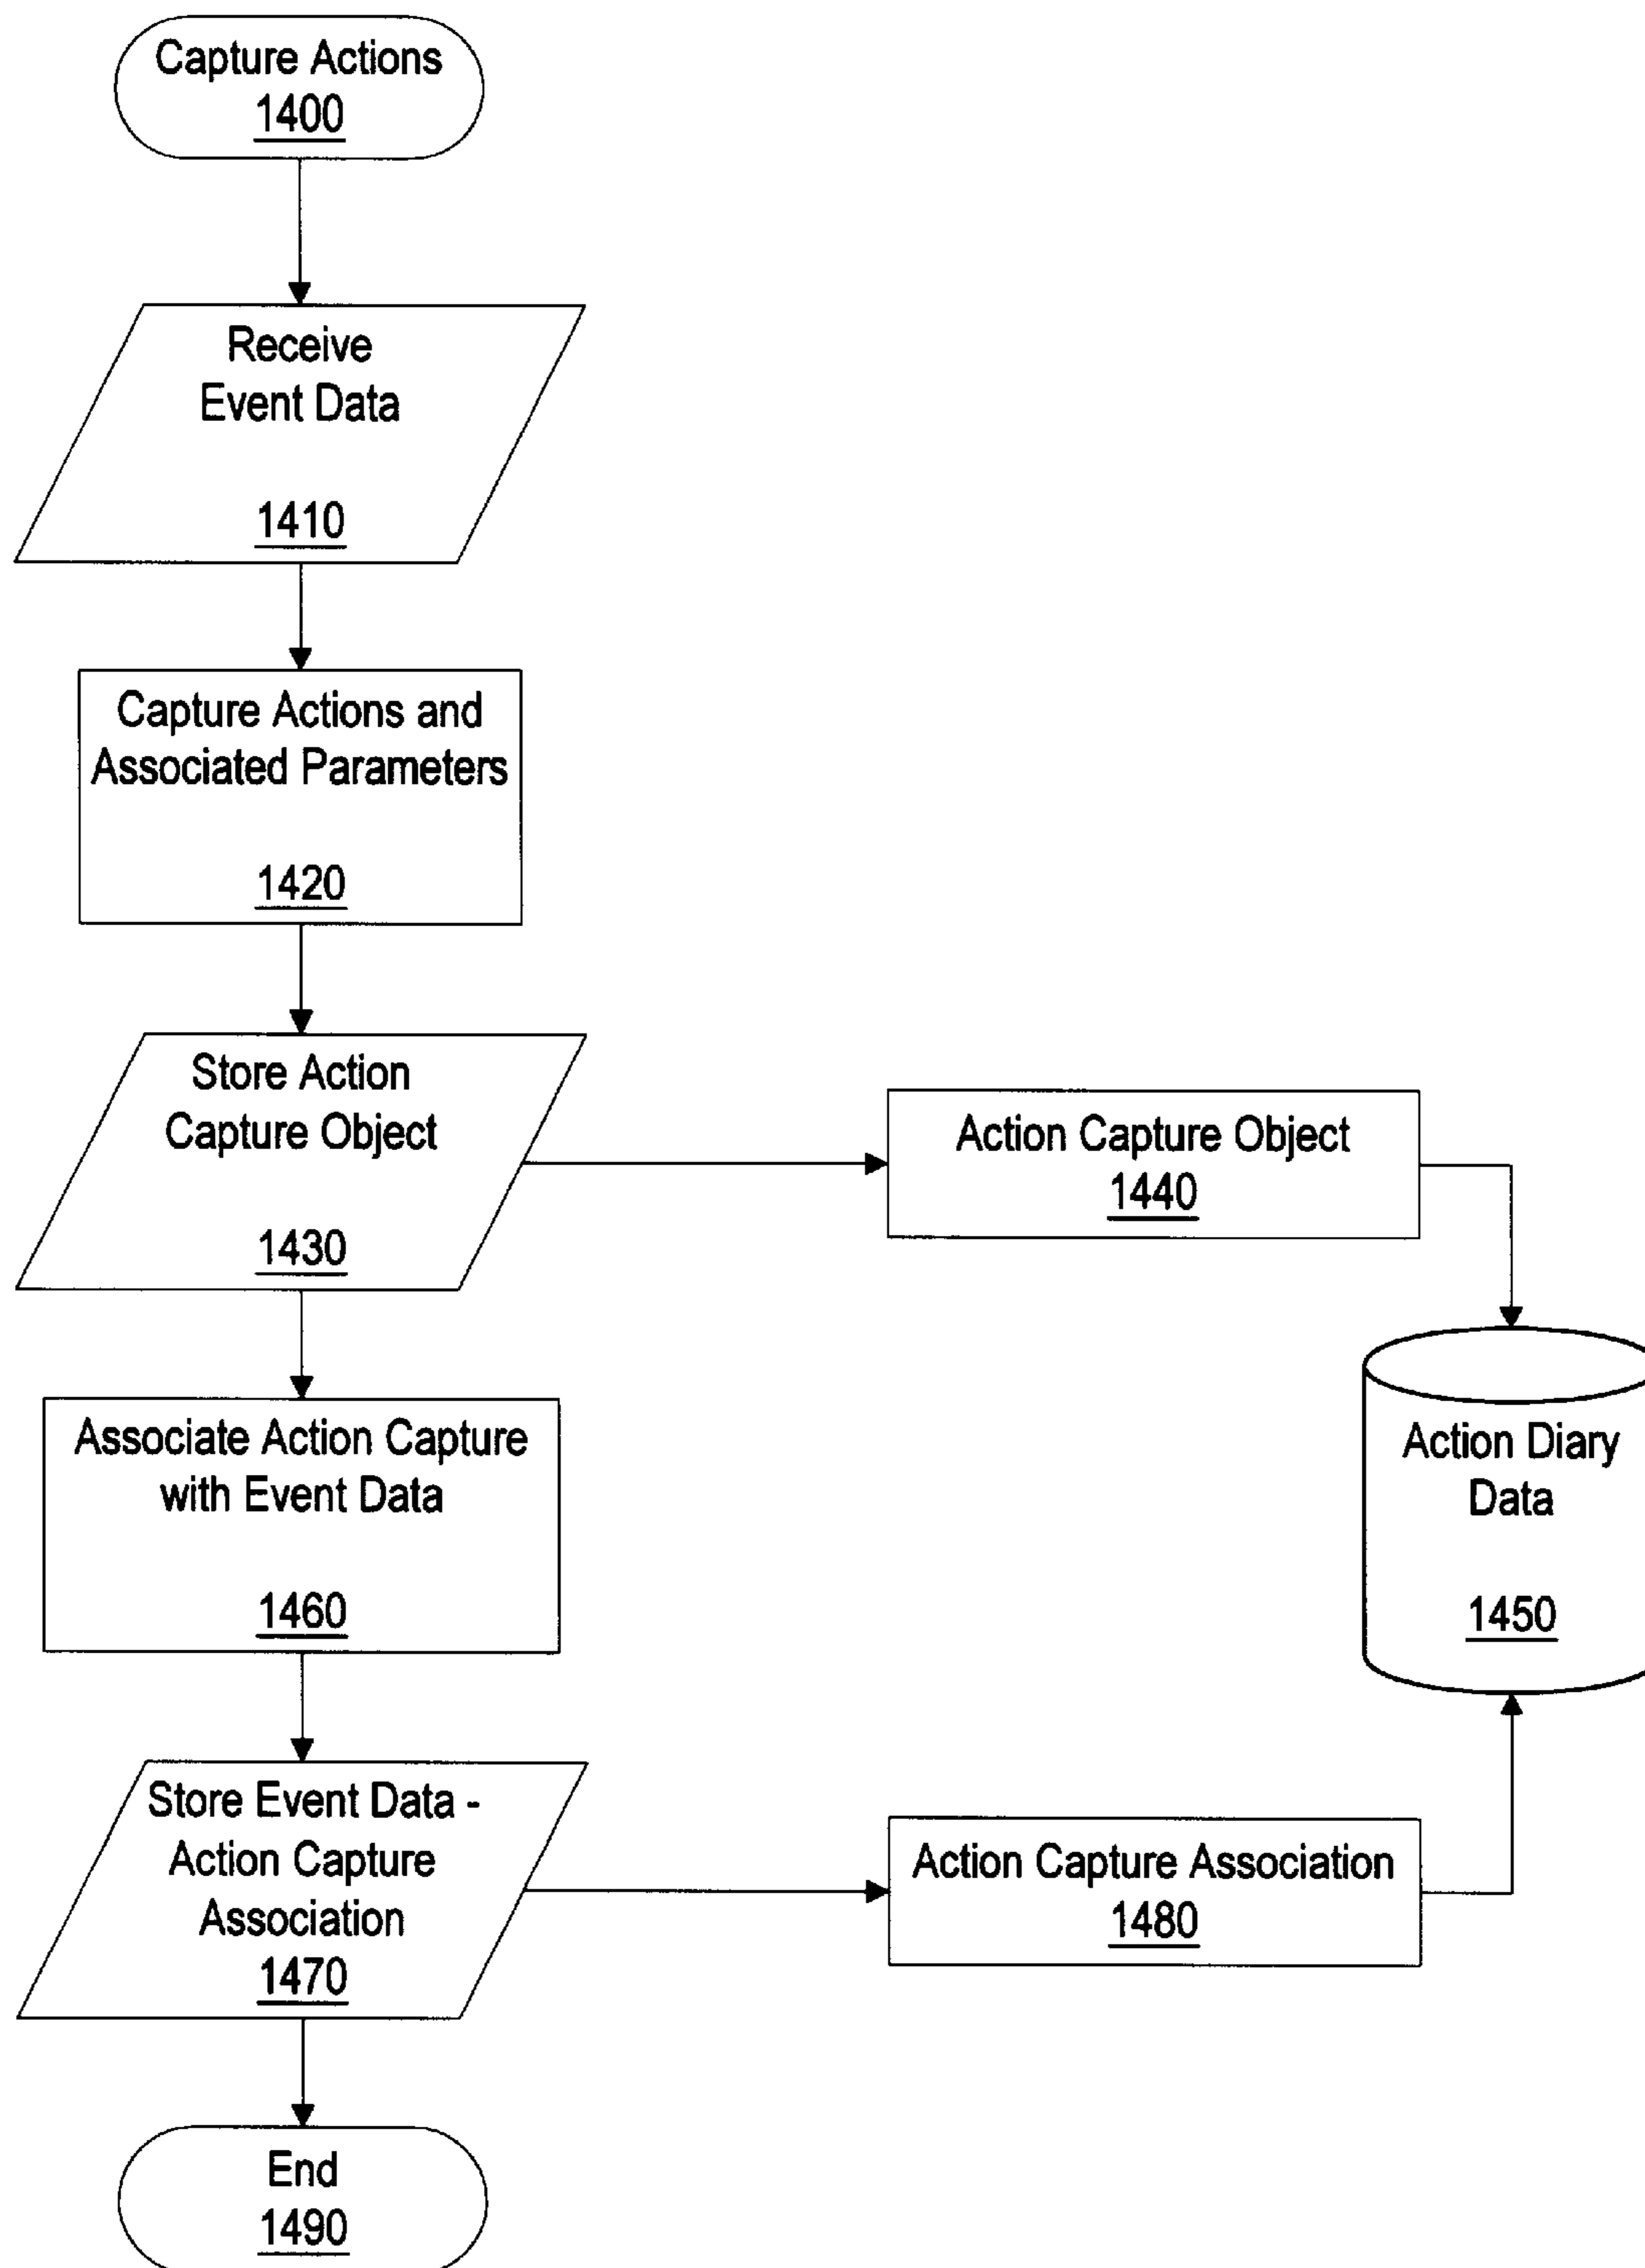 Capture Actions
1400
Receive
Event Data
1410
Capture Actions and
Associated Parameters
1420
Store Action
Capture Object
1430
Action Capture Object
1440
Action Diary
Data
1450
Associate Action Capture
with Event Data
1460
Store Event Data -
Action Capture
Association
1470
Action Capture Association
1480
End
1490